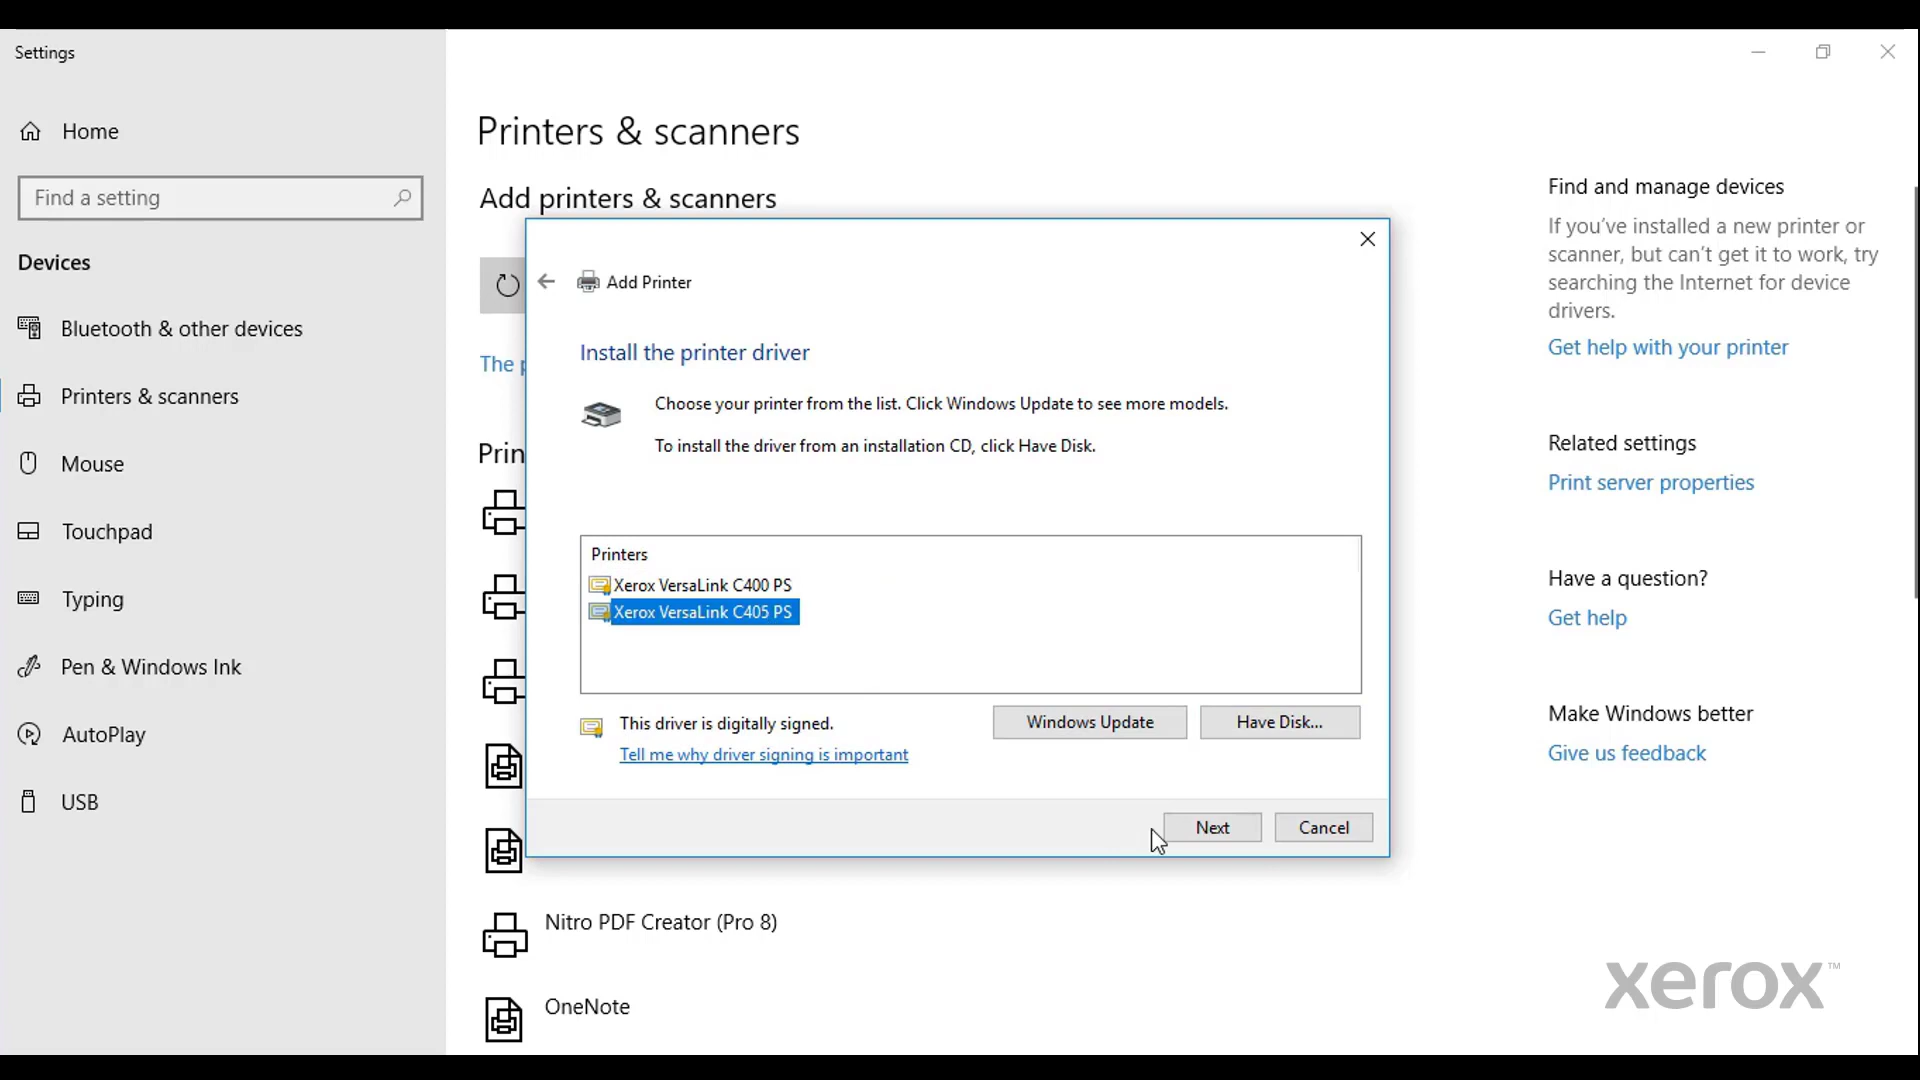 Settings
Home
Find a setting
Devices
Bluetooth & other devices
Printers & scanners
Mouse
Touchpad
Typing
Pen & Windows Ink
AutoPlay
USB
Printers & scanners
Add printers & scanners
The
Prin
Add Printer
Install the printer driver
Choose your printer from the list. Click Windows Update to see more models.
To install the driver from an installation CD, click Have Disk.
Printers
Xerox VersaLink C400 PS
Xerox VersaLink C405 PS
This driver is digitally signed.
Tell me why driver signing is important
Windows Update
Have Disk...
Next
Cancel
Nitro PDF Creator (Pro 8)
OneNote
Find and manage devices
If you've installed a new printer or
scanner, but can't get it to work, try
searching the Internet for device
drivers.
Get help with your printer
Related settings
Print server properties
Have a question?
Get help
Make Windows better
Give us feedback
xerox™